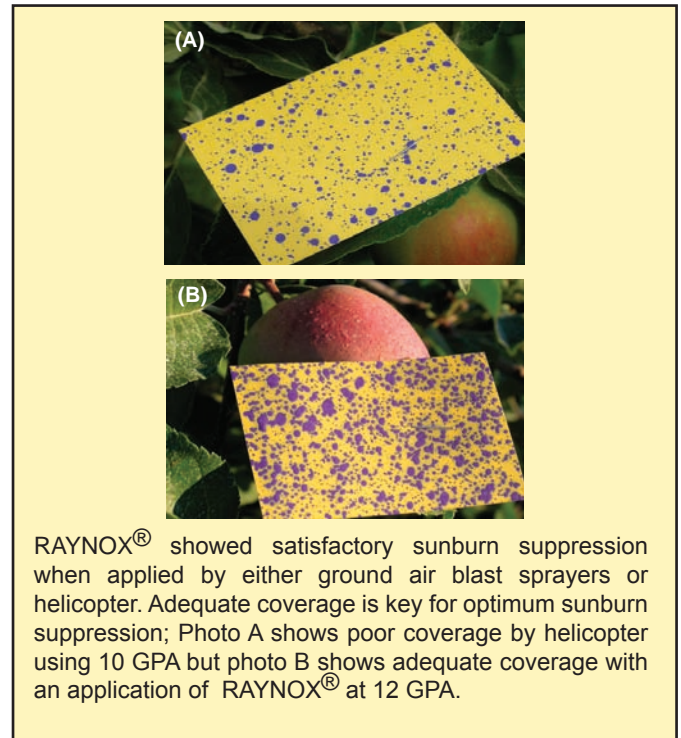 (A)
(B)
RAYNOX® showed satisfactory sunburn suppression
when applied by either ground air blast sprayers or
helicopter. Adequate coverage is key for optimum sunburn
suppression; Photo A shows poor coverage by helicopter
using 10 GPA but photo B shows adequate coverage with
an application of RAYNOX® at 12 GPA.